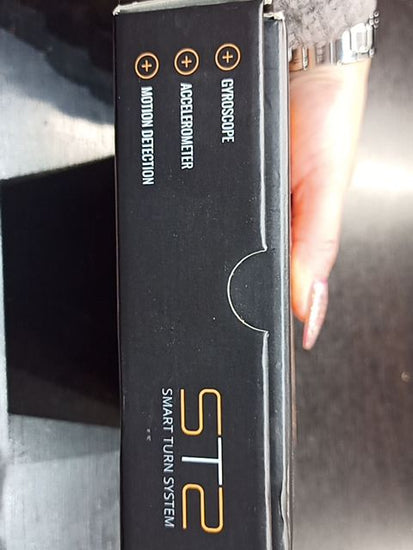 GYROSCOPE
ACCELEROMETER
MOTION DETECTION
ST2
SMART TURN SYSTEM